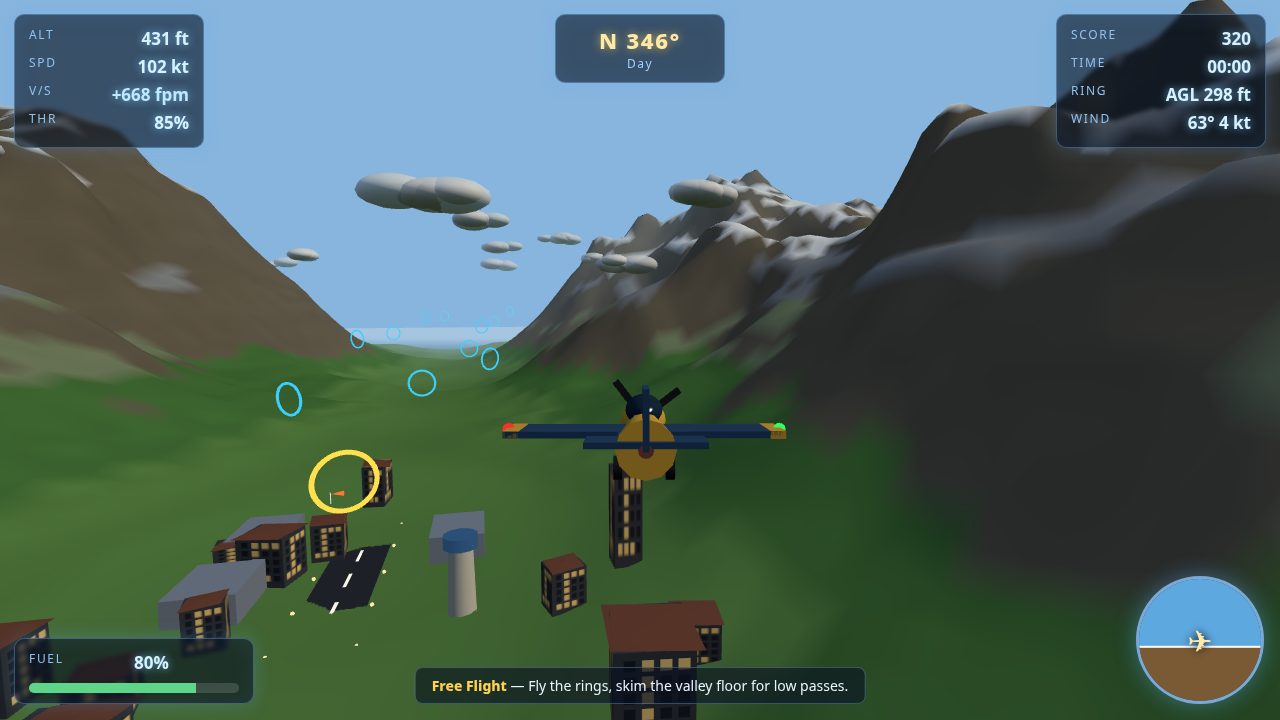 ALT 431 ft
SPD 102 kt
V/S +668 fpm
THR 85%
N 346°
Day
SCORE 320
TIME 00:00
RING AGL 298 ft
WIND 63° 4 kt
FUEL 80%
Free Flight — Fly the rings, skim the valley floor for low passes.